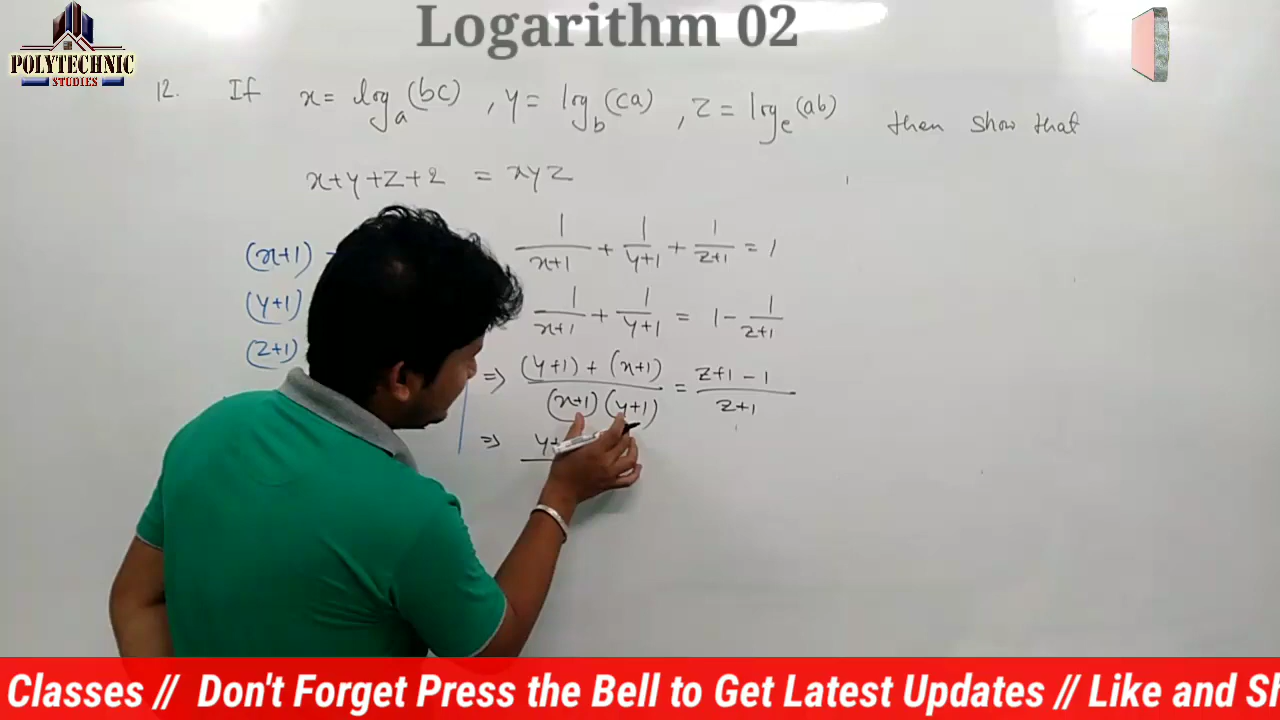 Logarithm 02
POLYTECHNIC
STUDIES
12. If x = log_a (bc) , y = log_b (ca) , z = log_c (ab) then show that
x+y+z+2 = xyz
(x+1)
(y+1)
(z+1)
1/(x+1) + 1/(y+1) + 1/(z+1) = 1
1/(x+1) + 1/(y+1) = 1 - 1/(z+1)
⇒ ((y+1) + (x+1))/((x+1)(y+1)) = (z+1-1)/(z+1)
⇒ y+
Classes // Don't Forget Press the Bell to Get Latest Updates // Like and Sh